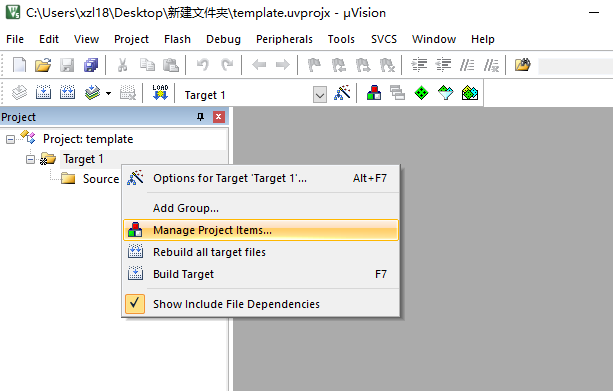 C:\Users\xzl18\Desktop\新建文件夹\template.uvprojx - µVision
File Edit View Project Flash Debug Peripherals Tools SVCS Window Help
LOAD
Target 1
Project
Project: template
Target 1
Source
Options for Target 'Target 1'... Alt+F7
Add Group...
Manage Project Items...
Rebuild all target files
Build Target F7
Show Include File Dependencies